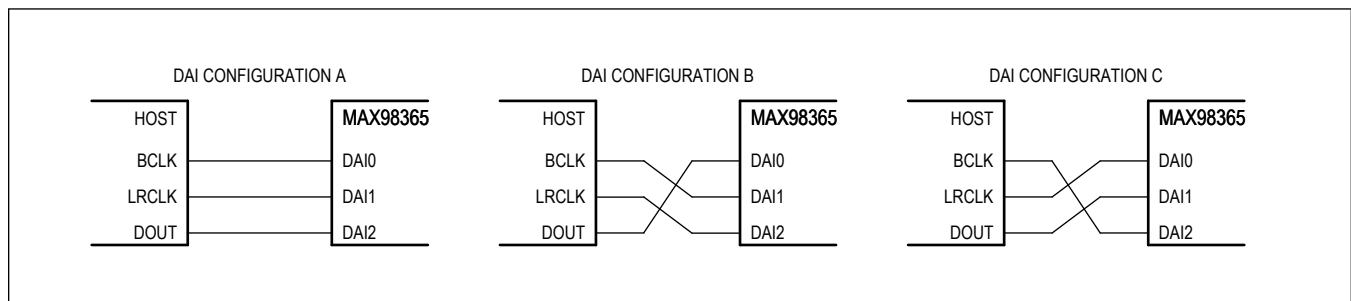 DAI CONFIGURATION A
HOST
MAX98365
BCLK
DAI0
LRCLK
DAI1
DOUT
DAI2
DAI CONFIGURATION B
HOST
MAX98365
BCLK
DAI0
LRCLK
DAI1
DOUT
DAI2
DAI CONFIGURATION C
HOST
MAX98365
BCLK
DAI0
LRCLK
DAI1
DOUT
DAI2